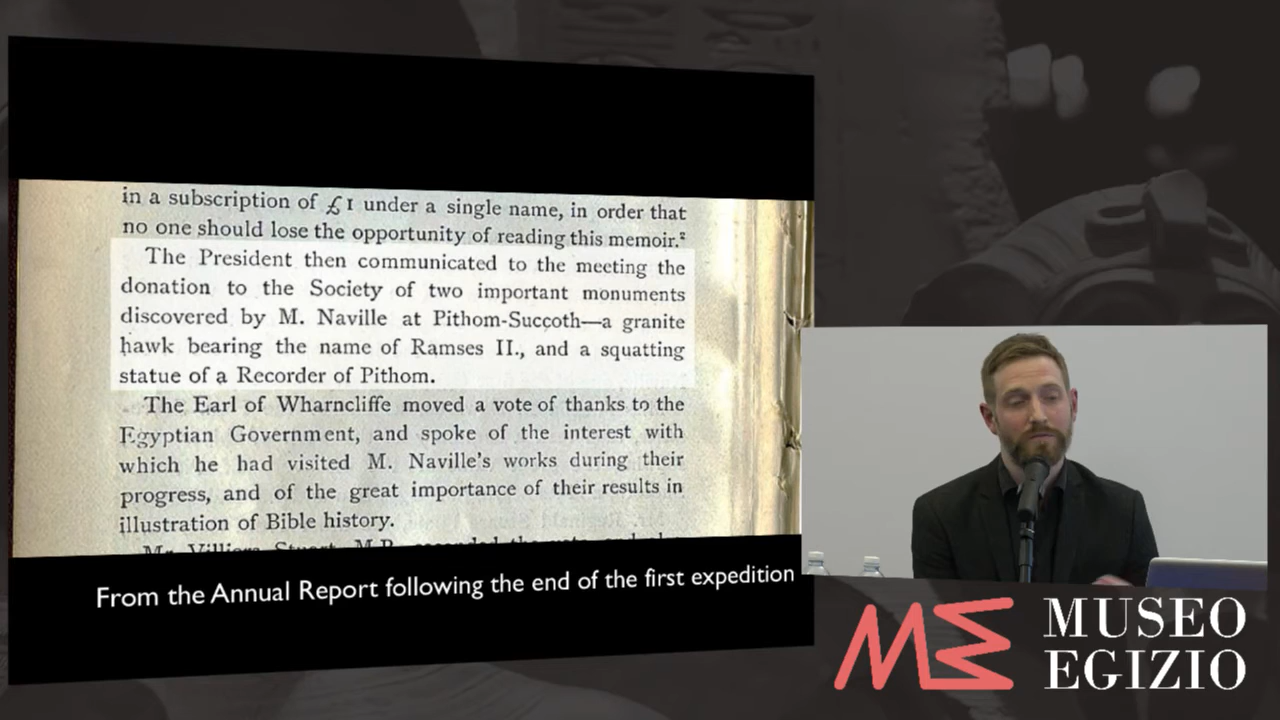 in a subscription of £1 under a single name, in order that
no one should lose the opportunity of reading this memoir.²
The President then communicated to the meeting the
donation to the Society of two important monuments
discovered by M. Naville at Pithom-Succoth—a granite
hawk bearing the name of Ramses II., and a squatting
statue of a Recorder of Pithom.
The Earl of Wharncliffe moved a vote of thanks to the
Egyptian Government, and spoke of the interest with
which he had visited M. Naville's works during their
progress, and of the great importance of their results in
illustration of Bible history.
Mr. Villiers Stuart, M.P.
From the Annual Report following the end of the first expedition
ME MUSEO
EGIZIO